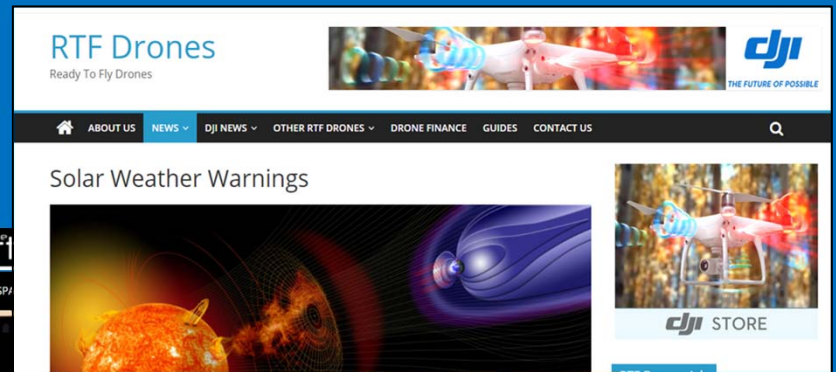 RTF Drones
Ready To Fly Drones
dji
THE FUTURE OF POSSIBLE
ABOUT US NEWS DJI NEWS OTHER RTF DRONES DRONE FINANCE GUIDES CONTACT US
Solar Weather Warnings
dji STORE